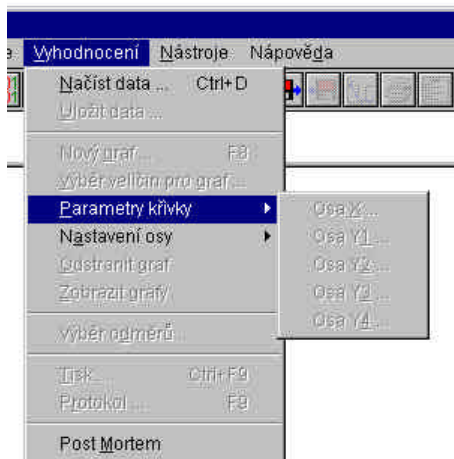 Vyhodnocení Nástroje Nápověda
Načíst data ... Ctrl+D
Uložit data ...
Nový graf ... F8
Výběr veličin pro graf ...
Parametry křivky
Nastavení osy
Odstranit graf
Zobrazit grafy
Výběr odměrů ...
Tisk ... Ctrl+F9
Protokol ... F9
Post Mortem
Osa X ...
Osa Y1 ...
Osa Y2 ...
Osa Y3 ...
Osa Y4 ...